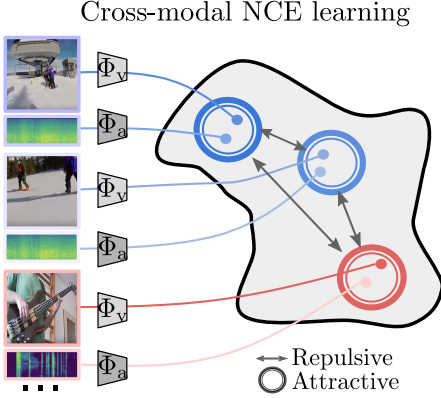 Cross-modal NCE learning
Φv
Φa
Φv
Φa
Φv
Φa
Repulsive
Attractive